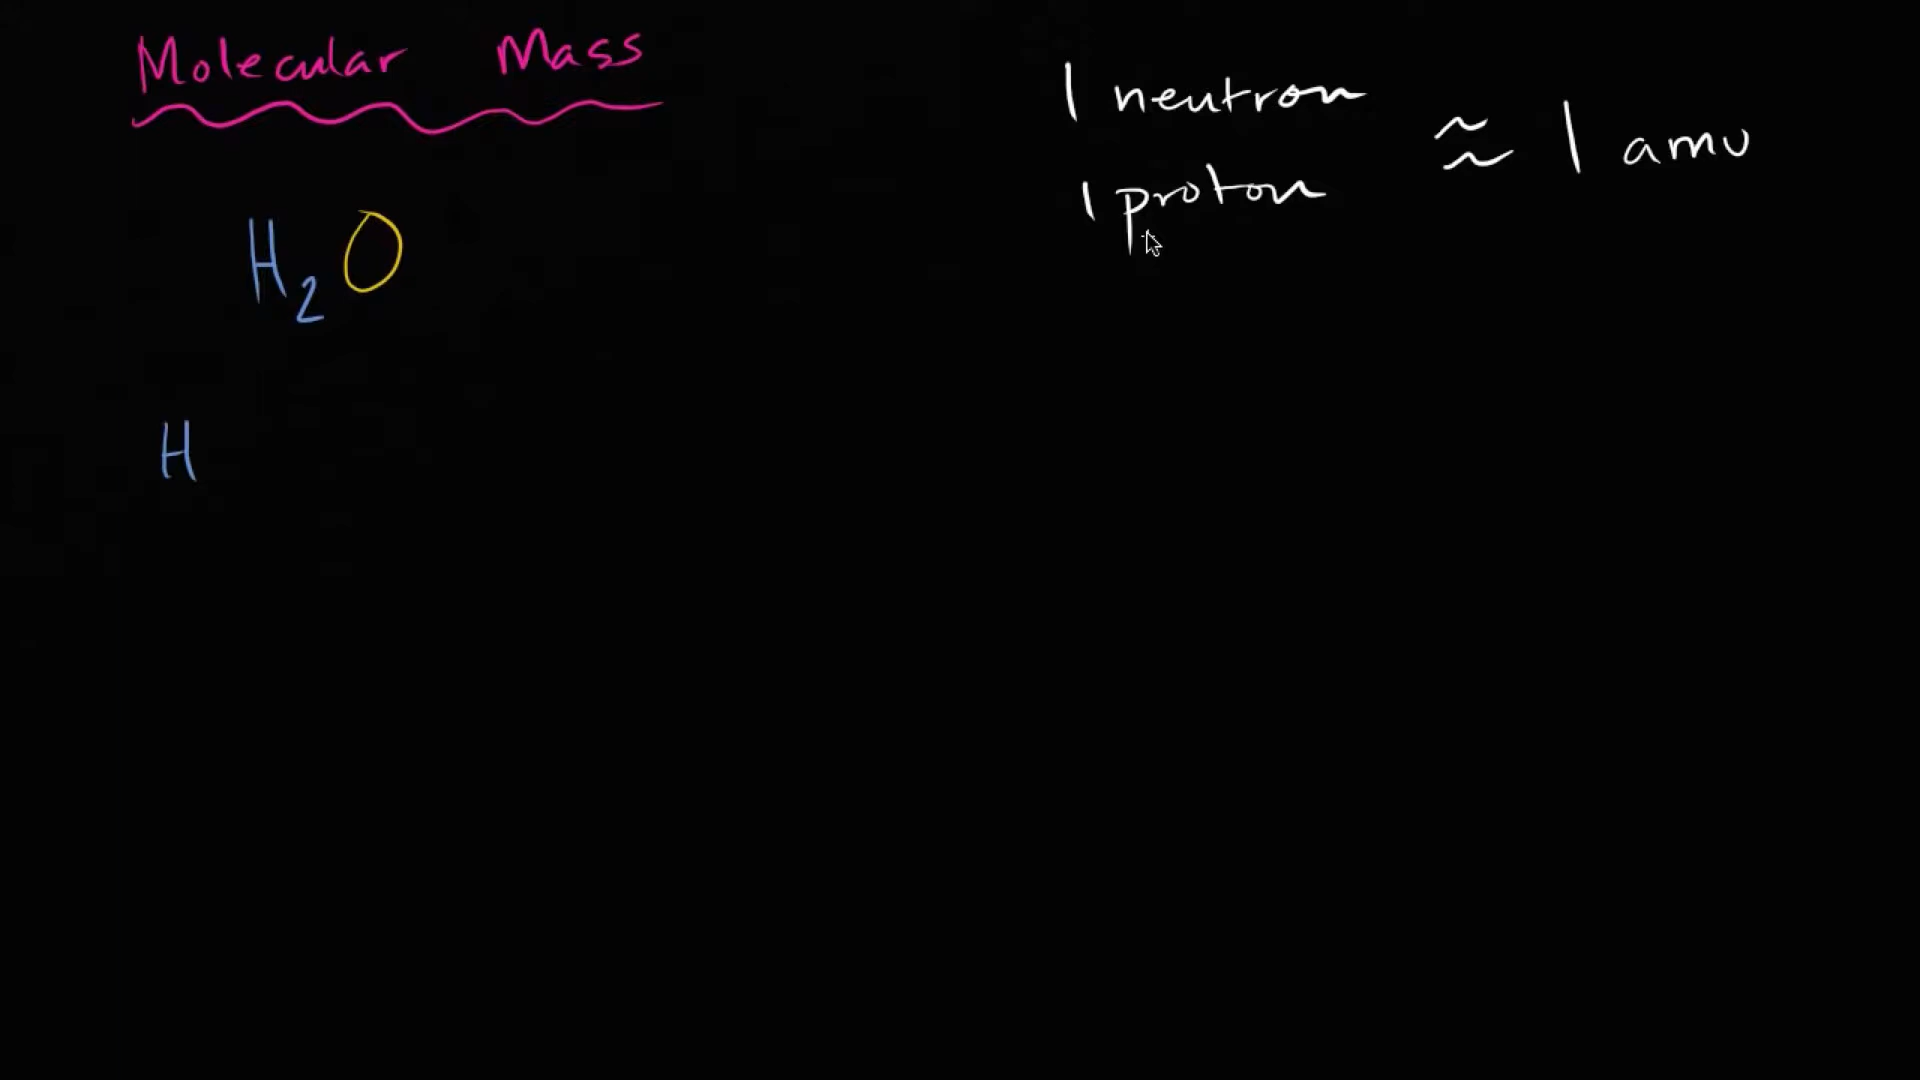 Molecular Mass
1 neutron
1 proton
≈ 1 amu
H₂O
H